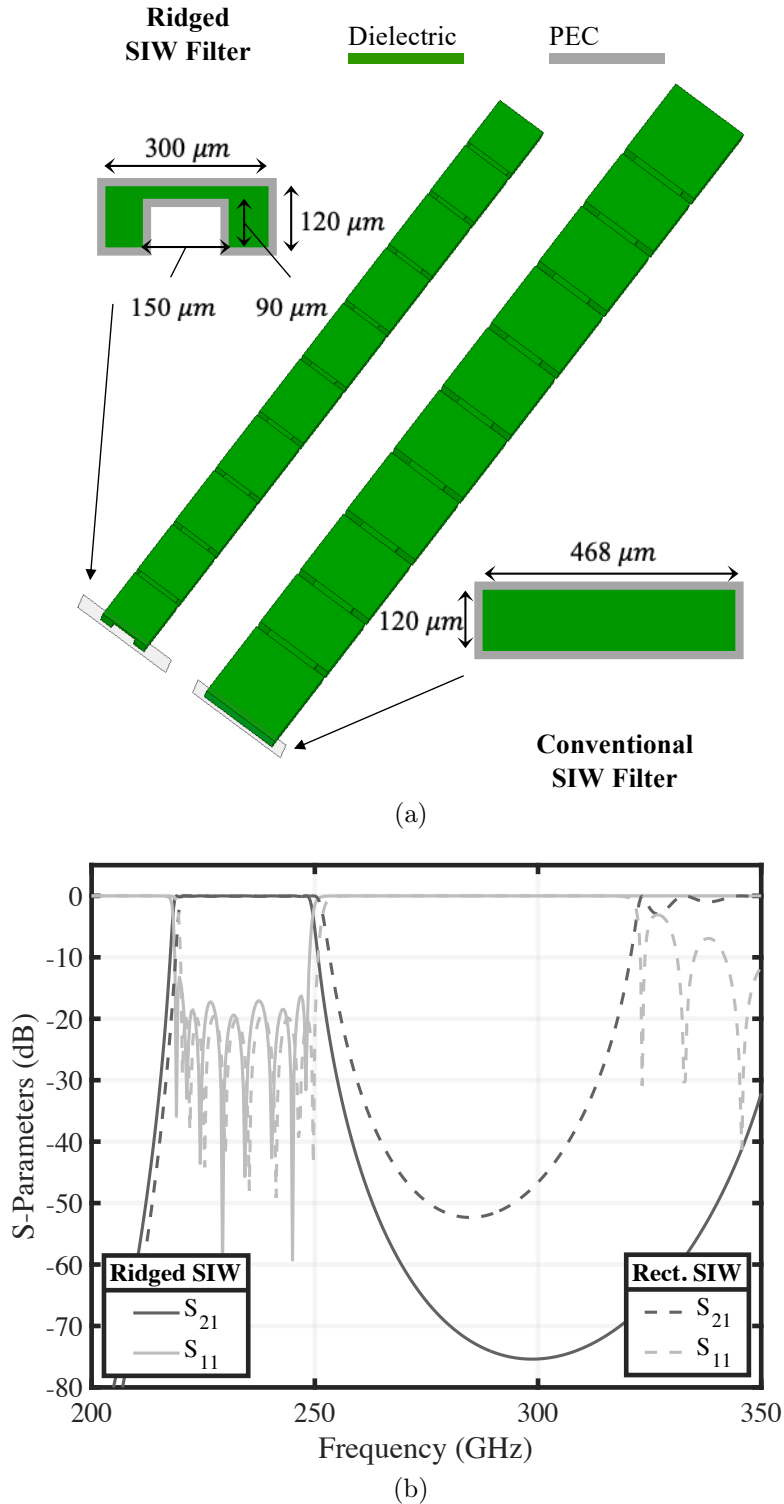 Ridged
SIW Filter
Dielectric
PEC
300 μm
120 μm
150 μm
90 μm
468 μm
120 μm
Conventional
SIW Filter
(a)
S-Parameters (dB)
0
-10
-20
-30
-40
-50
-60
-70
-80
Ridged SIW
S21
S11
Rect. SIW
S21
S11
200
250
300
350
Frequency (GHz)
(b)